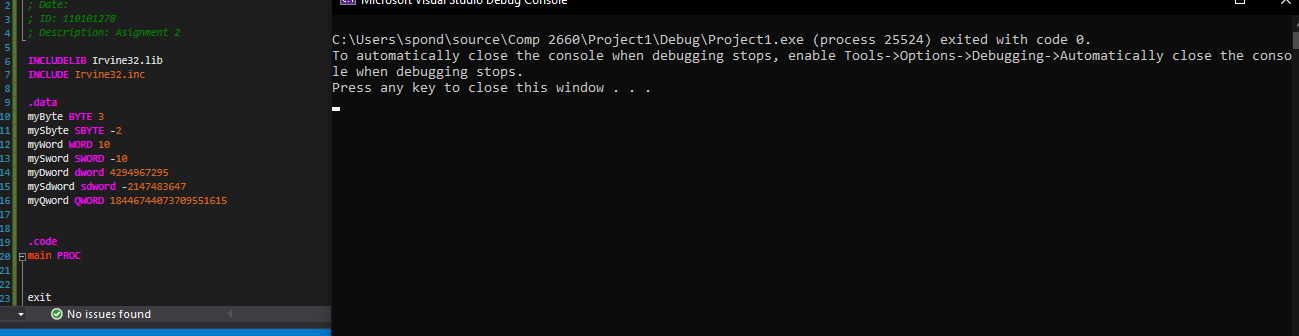 2 ; Date:
3 ; ID: 110101278
4 ; Description: Asignment 2
5
6 INCLUDELIB Irvine32.lib
7 INCLUDE Irvine32.inc
8
9 .data
10 myByte BYTE 3
11 mySbyte SBYTE -2
12 myWord WORD 10
13 mySword SWORD -10
14 myDword dword 4294967295
15 mySdword sdword -2147483647
16 myQword QWORD 18446744073709551615
17
18
19 .code
20 main PROC
21
22
23 exit
No issues found
Microsoft Visual Studio Debug Console
C:\Users\spond\source\Comp 2660\Project1\Debug\Project1.exe (process 25524) exited with code 0.
To automatically close the console when debugging stops, enable Tools->Options->Debugging->Automatically close the conso
le when debugging stops.
Press any key to close this window . . .